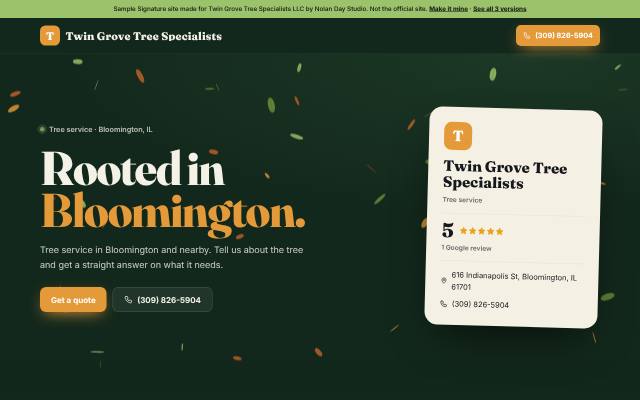 Sample Signature site made for Twin Grove Tree Specialists LLC by Nolan Day Studio. Not the official site. Make it mine · See all 3 versions
T Twin Grove Tree Specialists
(309) 826-5904
Tree service · Bloomington, IL
Rooted in
Bloomington.
Tree service in Bloomington and nearby. Tell us about the tree
and get a straight answer on what it needs.
Get a quote
(309) 826-5904
T
Twin Grove Tree
Specialists
Tree service
5 ★★★★★
1 Google review
616 Indianapolis St, Bloomington, IL
61701
(309) 826-5904